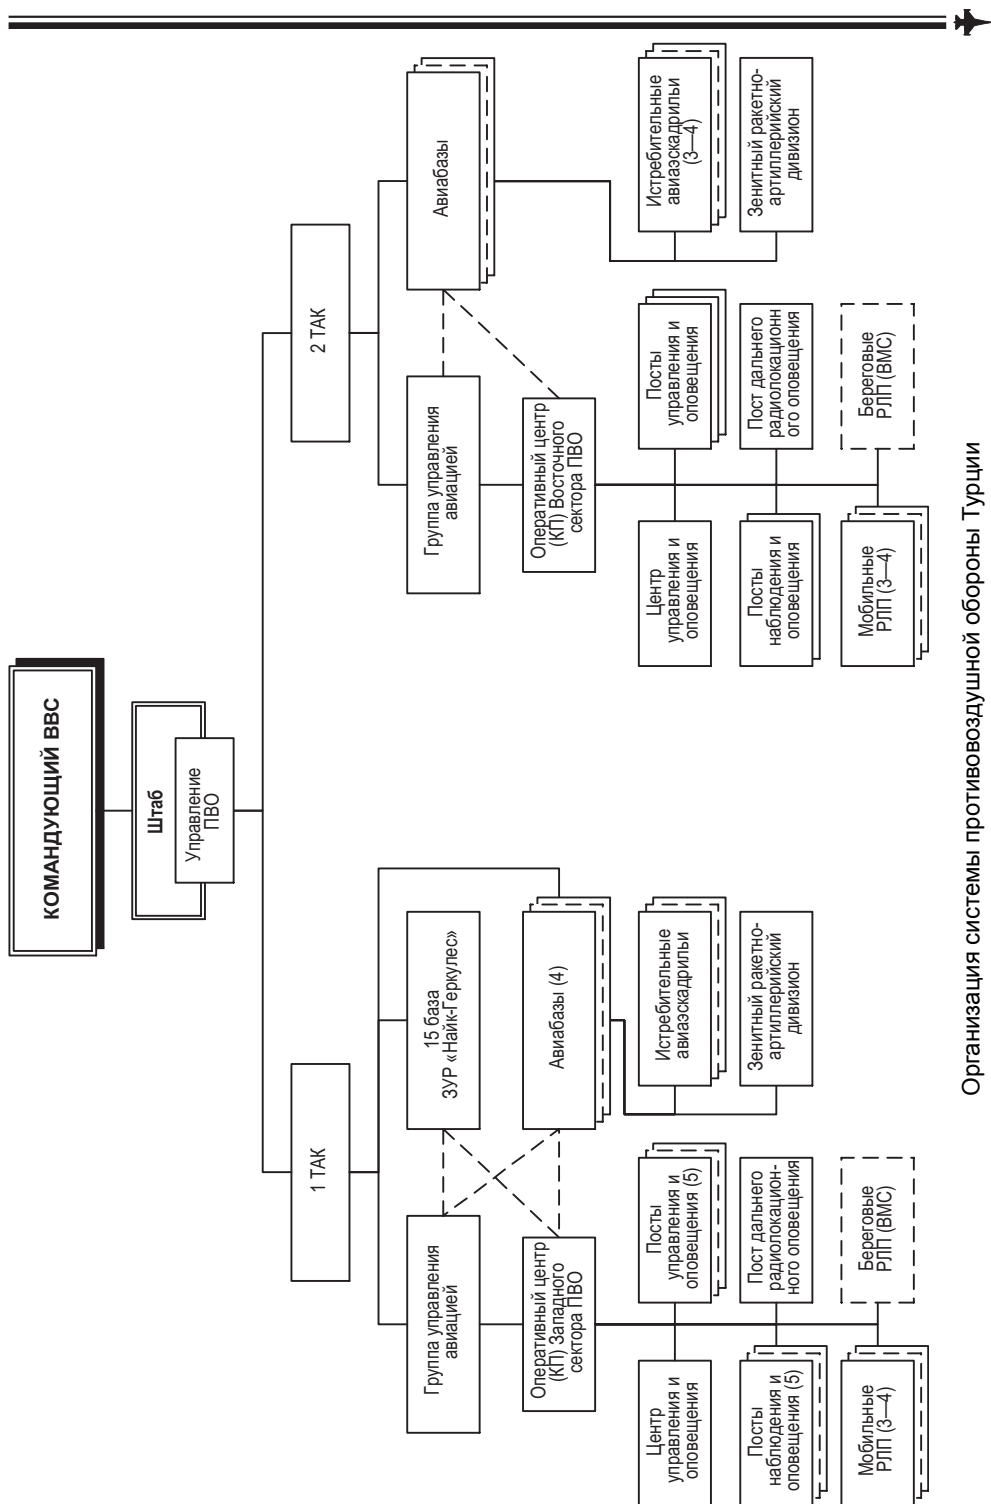 КОМАНДУЮЩИЙ ВВС
Штаб
Управление
ПВО
1 ТАК
2 ТАК
Группа управления
авиацией
15 база
ЗУР «Найк-Геркулес»
Группа управления
авиацией
Авиабазы
Оперативный центр
(КП) Западного
сектора ПВО
Авиабазы (4)
Оперативный центр
(КП) Восточного
сектора ПВО
Центр
управления и
оповещения
Посты
управления и
оповещения (5)
Истребительные
авиаэскадрильи
Центр
управления и
оповещения
Посты
управления и
оповещения
Истребительные
авиаэскадрильи
(3—4)
Посты
наблюдения и
оповещения (5)
Пост дальнего
радиолокацион-
ного оповещения
Зенитный ракетно-
артиллерийский
дивизион
Посты
наблюдения и
оповещения
Пост дальнего
радиолокационн
ого оповещения
Зенитный ракетно-
артиллерийский
дивизион
Мобильные
РЛП (3—4)
Береговые
РЛП (ВМС)
Мобильные
РЛП (3—4)
Береговые
РЛП (ВМС)
Организация системы противовоздушной обороны Турции